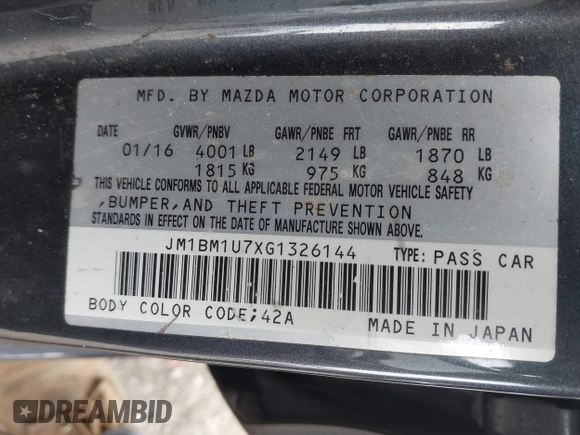 MFD. BY MAZDA MOTOR CORPORATION
DATE GVWR/PNBV GAWR/PNBE FRT GAWR/PNBE RR
01/16 4001 LB 2149 LB 1870 LB
1815 KG 975 KG 848 KG
THIS VEHICLE CONFORMS TO ALL APPLICABLE FEDERAL MOTOR VEHICLE SAFETY
,BUMPER,AND THEFT PREVENTION
STANDARDS IN EFFECT ON THE DATE OF MANUFACTURE SHOWN ABOVE.
JM1BM1U7XG1326144 TYPE: PASS CAR
BODY COLOR CODE;42A
MADE IN JAPAN
DREAMBID